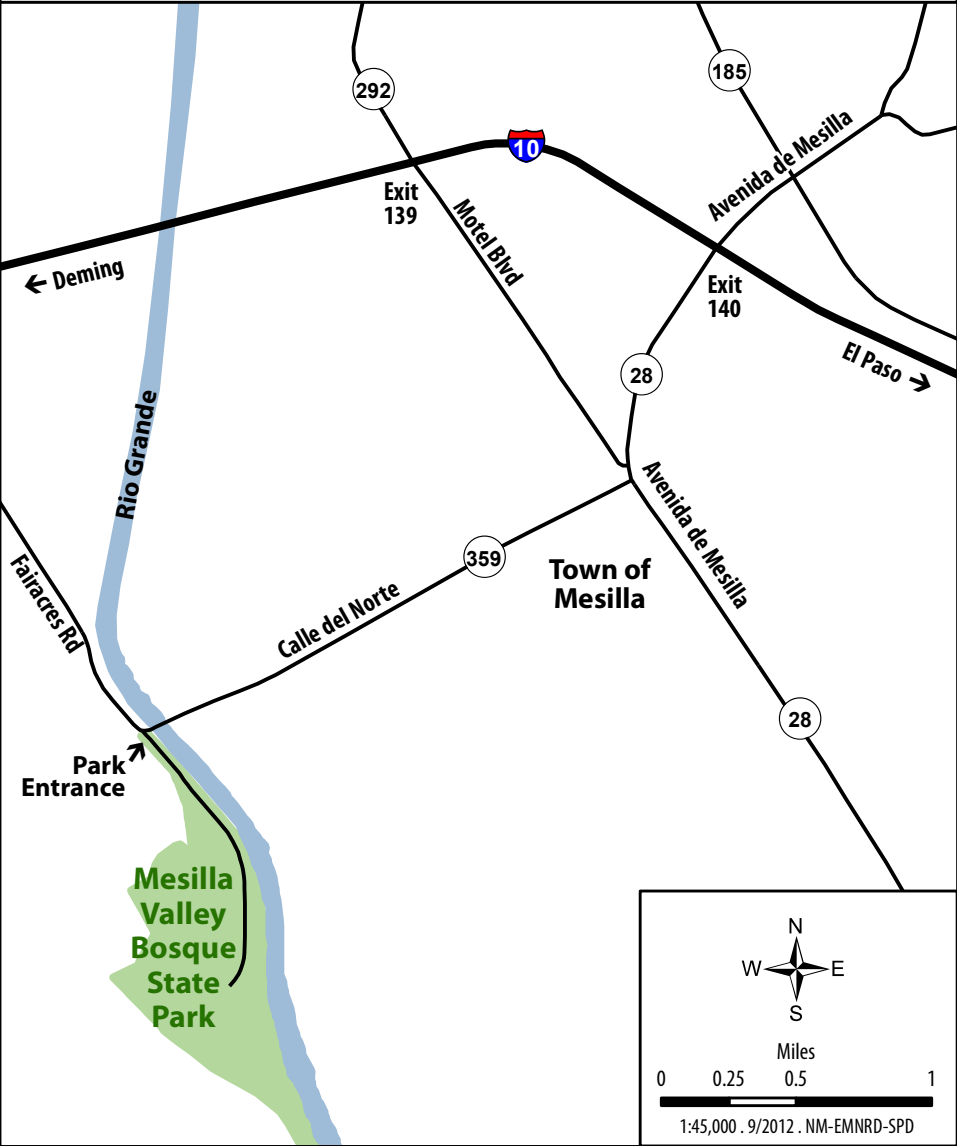 292
185
Avenida de Mesilla
10
Exit
139
Motel Blvd
← Deming
Exit
140
El Paso →
28
Rio Grande
Avenida de Mesilla
359
Town of
Mesilla
Fairacres Rd
Calle del Norte
28
Park
Entrance
Mesilla
Valley
Bosque
State
Park
N
W E
S
Miles
0 0.25 0.5 1
1:45,000 . 9/2012 . NM-EMNRD-SPD